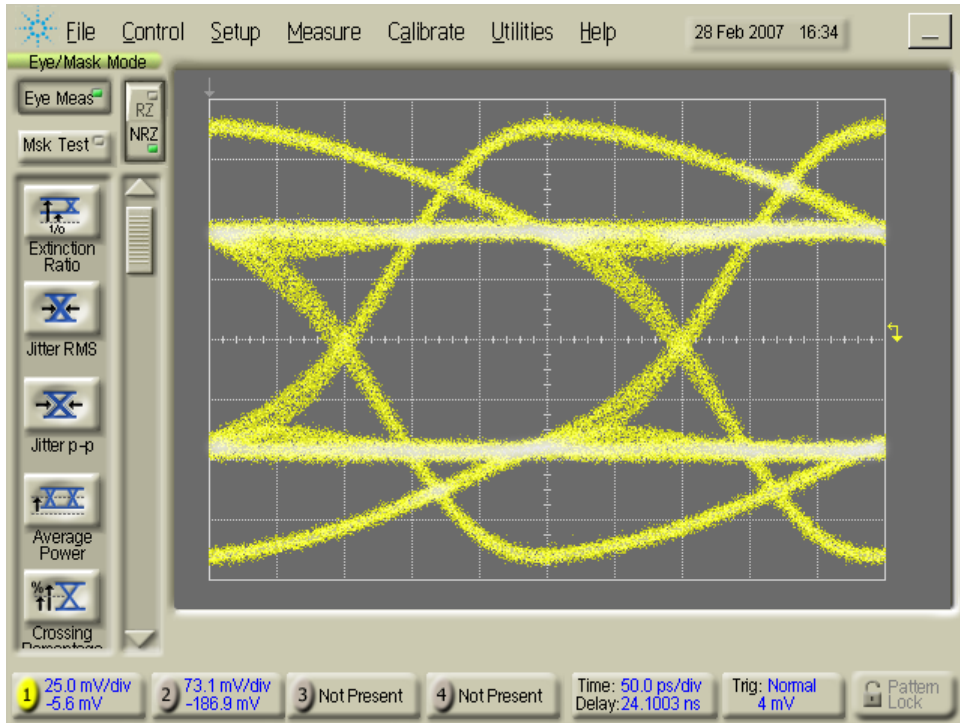 File Control Setup Measure Calibrate Utilities Help 28 Feb 2007 16:34
Eye/Mask Mode
Eye Meas
RZ
NRZ
Msk Test
1/0
Extinction
Ratio
Jitter RMS
Jitter p-p
Average
Power
%
Crossing
1 25.0 mV/div
-5.6 mV
2 73.1 mV/div
-186.9 mV
3 Not Present
4 Not Present
Time: 50.0 ps/div
Delay:24.1003 ns
Trig: Normal
4 mV
Pattern
Lock